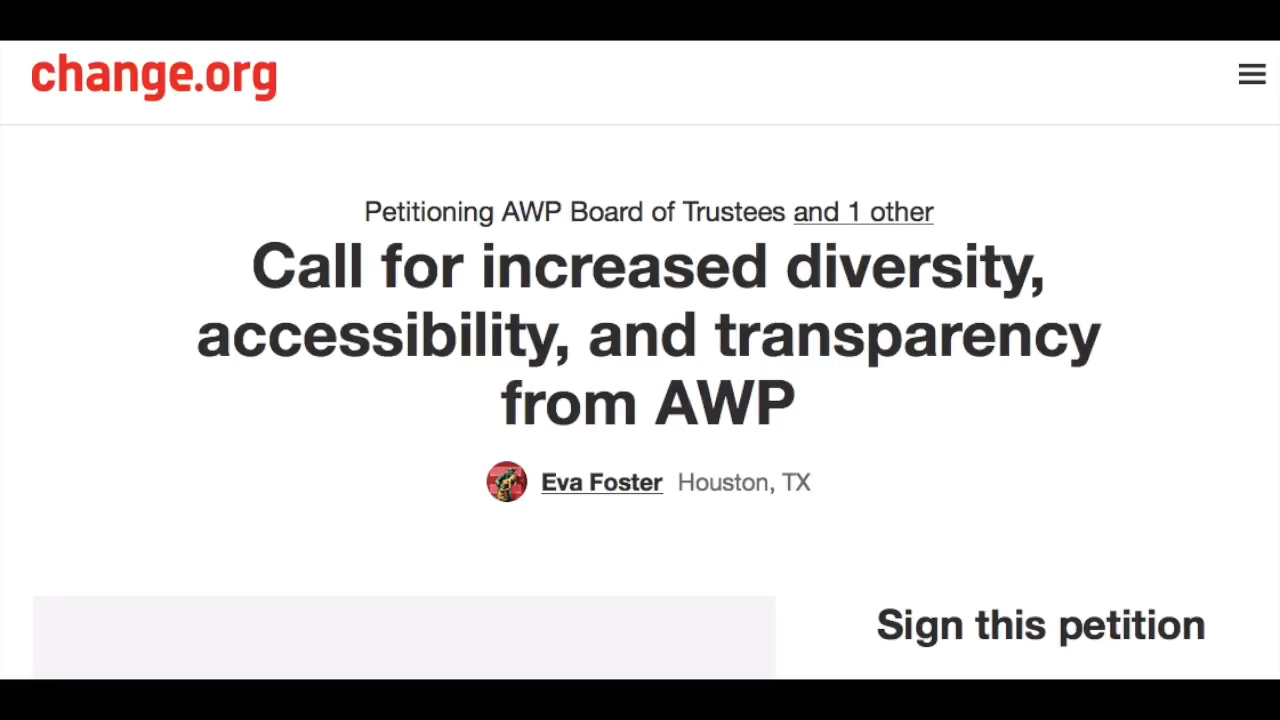 change.org
Petitioning AWP Board of Trustees and 1 other
Call for increased diversity,
accessibility, and transparency
from AWP
Eva Foster Houston, TX
Sign this petition